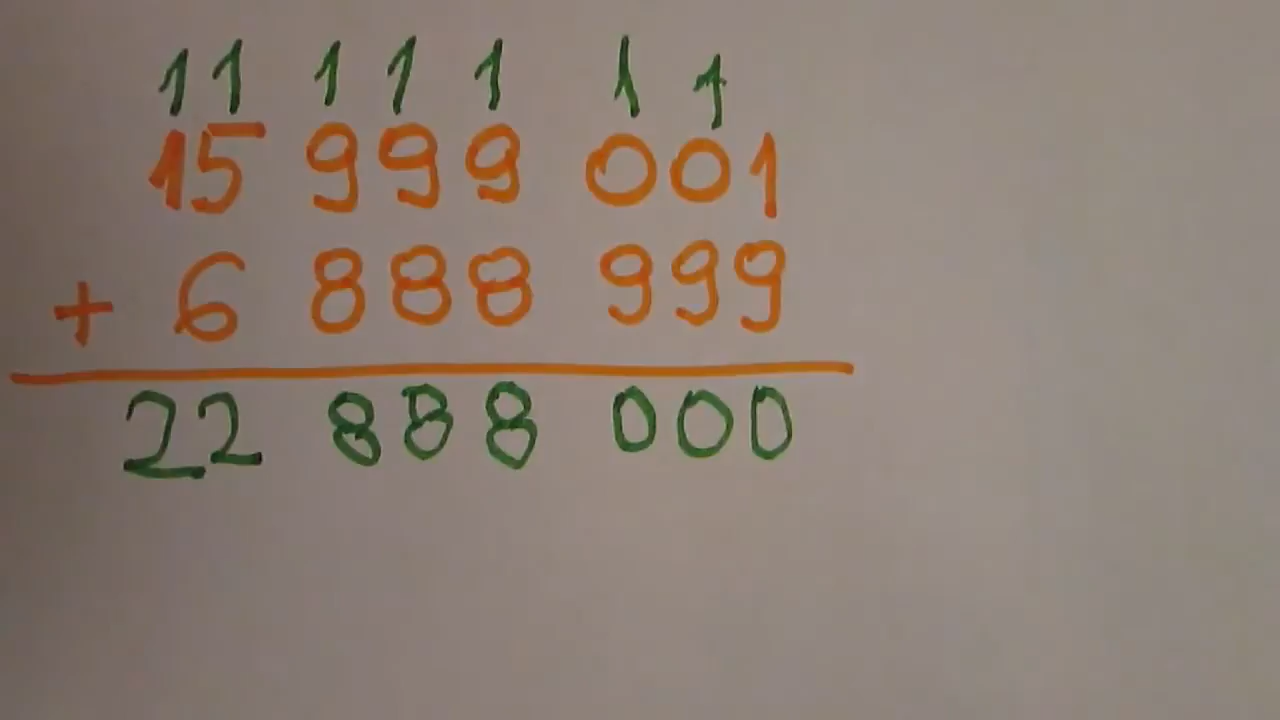 11 111 11
15 999 001
+ 6 888 999
22 888 000